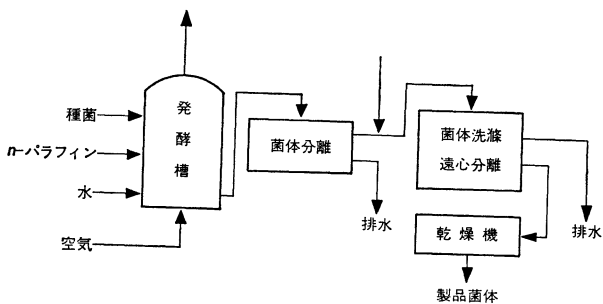 種菌
n-パラフィン
水
空気
発酵槽
菌体分離
排水
菌体洗滌
遠心分離
排水
乾燥機
製品菌体